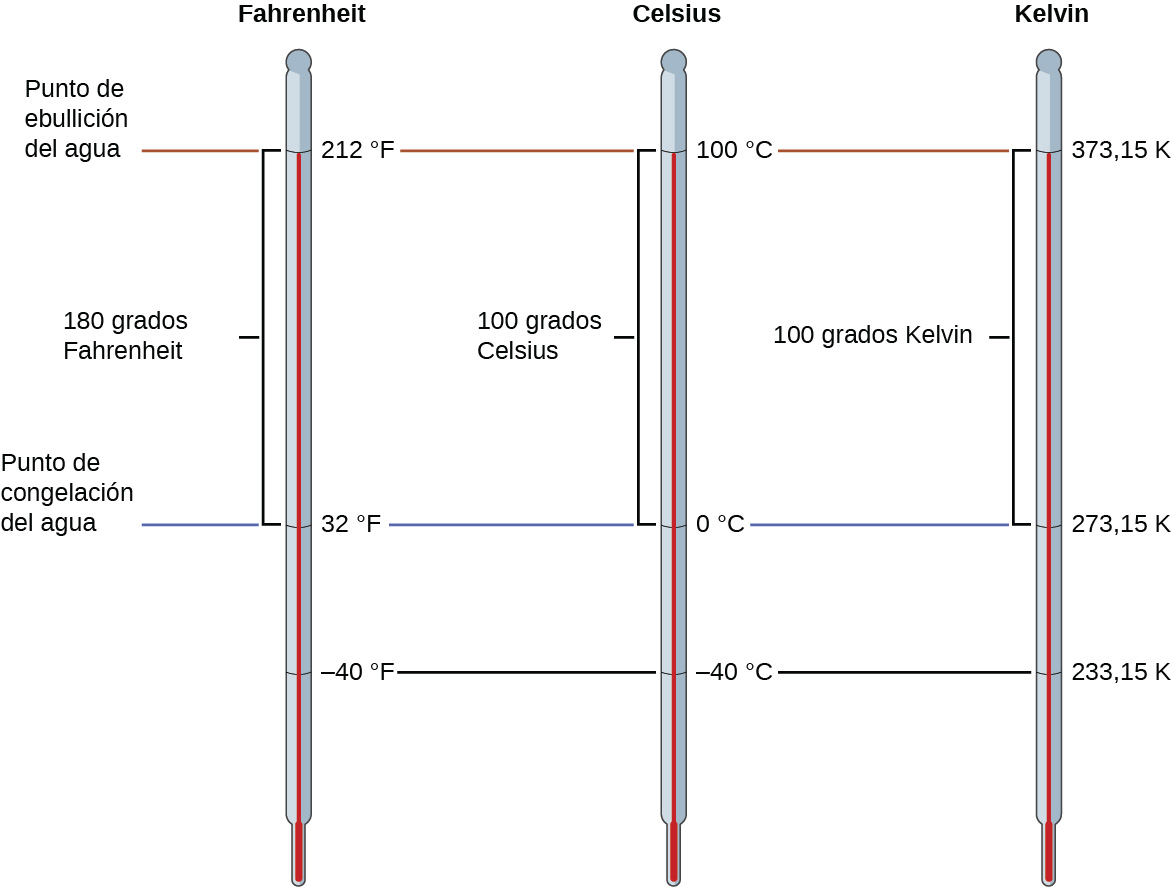 Fahrenheit
Celsius
Kelvin
Punto de
ebullición
del agua
212 °F
100 °C
373,15 K
180 grados
Fahrenheit
100 grados
Celsius
100 grados Kelvin
Punto de
congelación
del agua
32 °F
0 °C
273,15 K
–40 °F
–40 °C
233,15 K